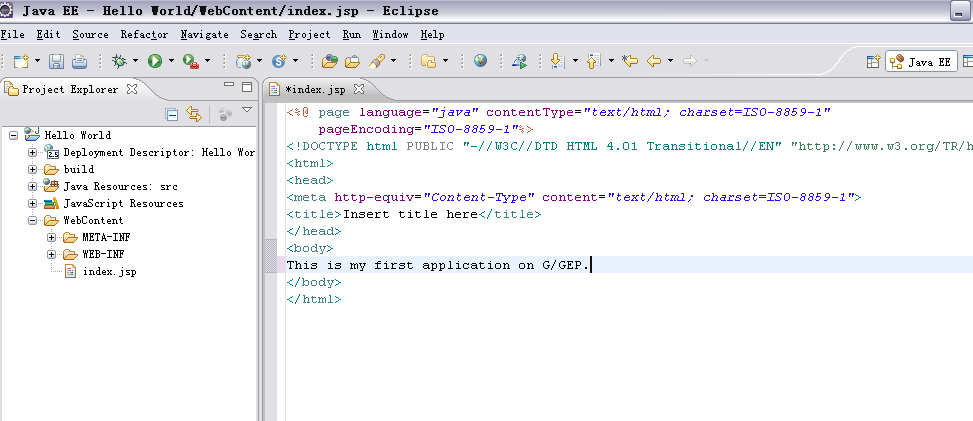 Java EE - Hello World/WebContent/index.jsp - Eclipse
File Edit Source Refactor Navigate Search Project Run Window Help
Java EE
Project Explorer
*index.jsp
Hello World
Deployment Descriptor: Hello Wor
build
Java Resources: src
JavaScript Resources
WebContent
META-INF
WEB-INF
index.jsp
<%@ page language="java" contentType="text/html; charset=ISO-8859-1"
pageEncoding="ISO-8859-1"%>
<!DOCTYPE html PUBLIC "-//W3C//DTD HTML 4.01 Transitional//EN" "http://www.w3.org/TR/h
<html>
<head>
<meta http-equiv="Content-Type" content="text/html; charset=ISO-8859-1">
<title>Insert title here</title>
</head>
<body>
This is my first application on G/GEP.
</body>
</html>